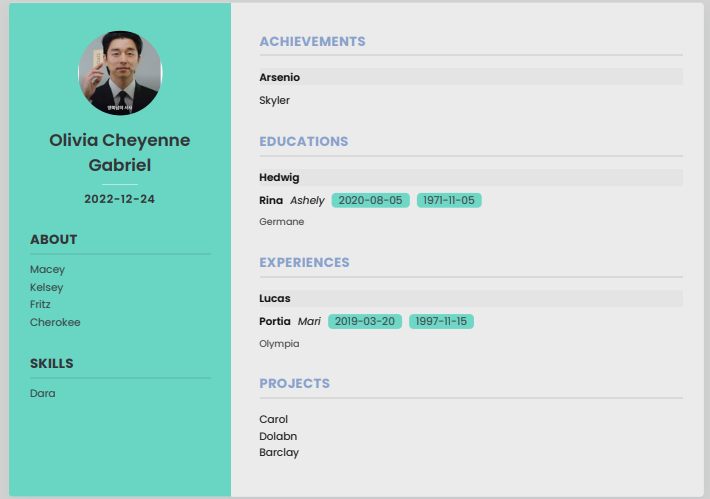 Olivia Cheyenne
Gabriel
2022-12-24
ABOUT
Macey
Kelsey
Fritz
Cherokee
SKILLS
Dara
ACHIEVEMENTS
Arsenio
Skyler
EDUCATIONS
Hedwig
Rina Ashely 2020-08-05 1971-11-05
Germane
EXPERIENCES
Lucas
Portia Mari 2019-03-20 1997-11-15
Olympia
PROJECTS
Carol
Dolabn
Barclay